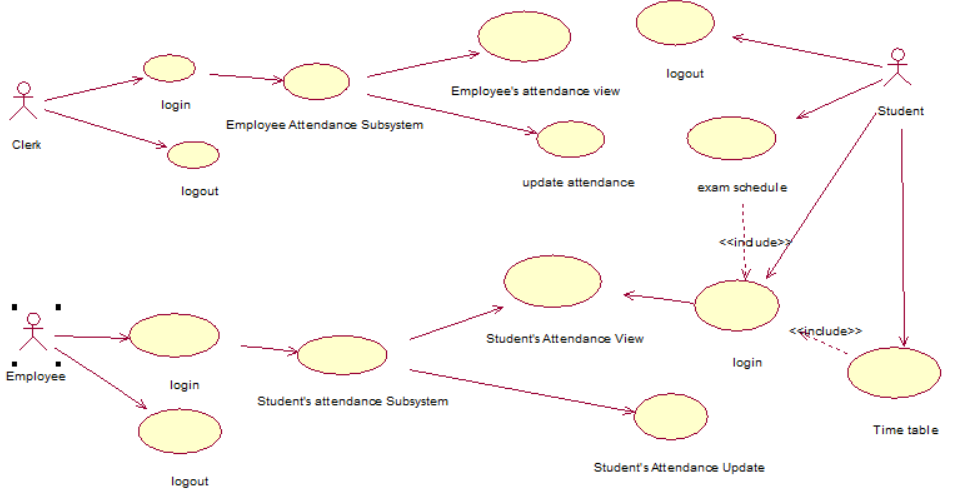 logout
Employee's attendance view
login
Student
Employee Attendance Subsystem
Clerk
update attendance
exam schedule
logout
<<include>>
<<include>>
Student's Attendance View
login
Employee
login
Student's attendance Subsystem
Time table
Student's Attendance Update
logout